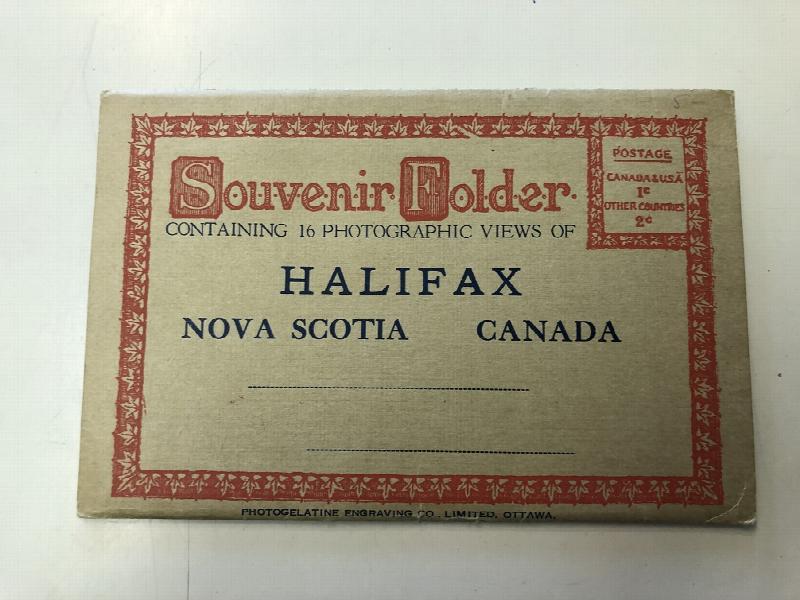 5
POSTAGE
CANADA & U.S.A
1¢
OTHER COUNTRIES
2¢
Souvenir Folder
CONTAINING 16 PHOTOGRAPHIC VIEWS OF
HALIFAX
NOVA SCOTIA CANADA
PHOTOGELATINE ENGRAVING CO., LIMITED, OTTAWA.